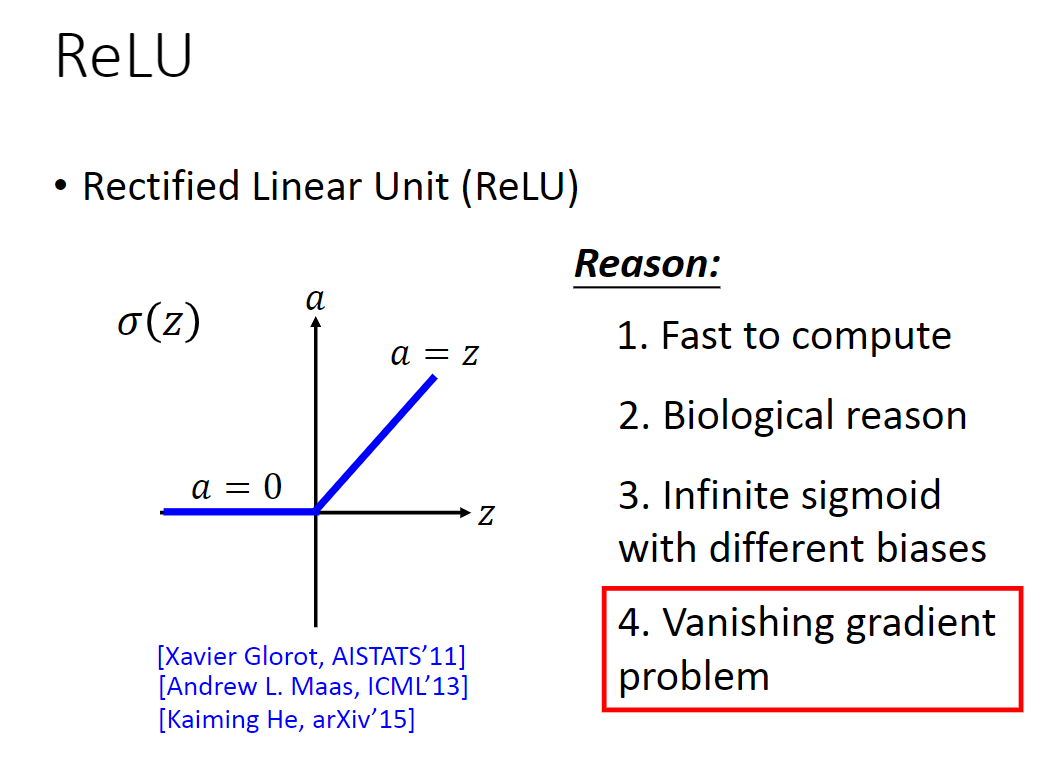 ReLU
• Rectified Linear Unit (ReLU)
Reason:
σ(z)
a
a = z
a = 0
z
1. Fast to compute
2. Biological reason
3. Infinite sigmoid
with different biases
4. Vanishing gradient
problem
[Xavier Glorot, AISTATS’11]
[Andrew L. Maas, ICML’13]
[Kaiming He, arXiv’15]